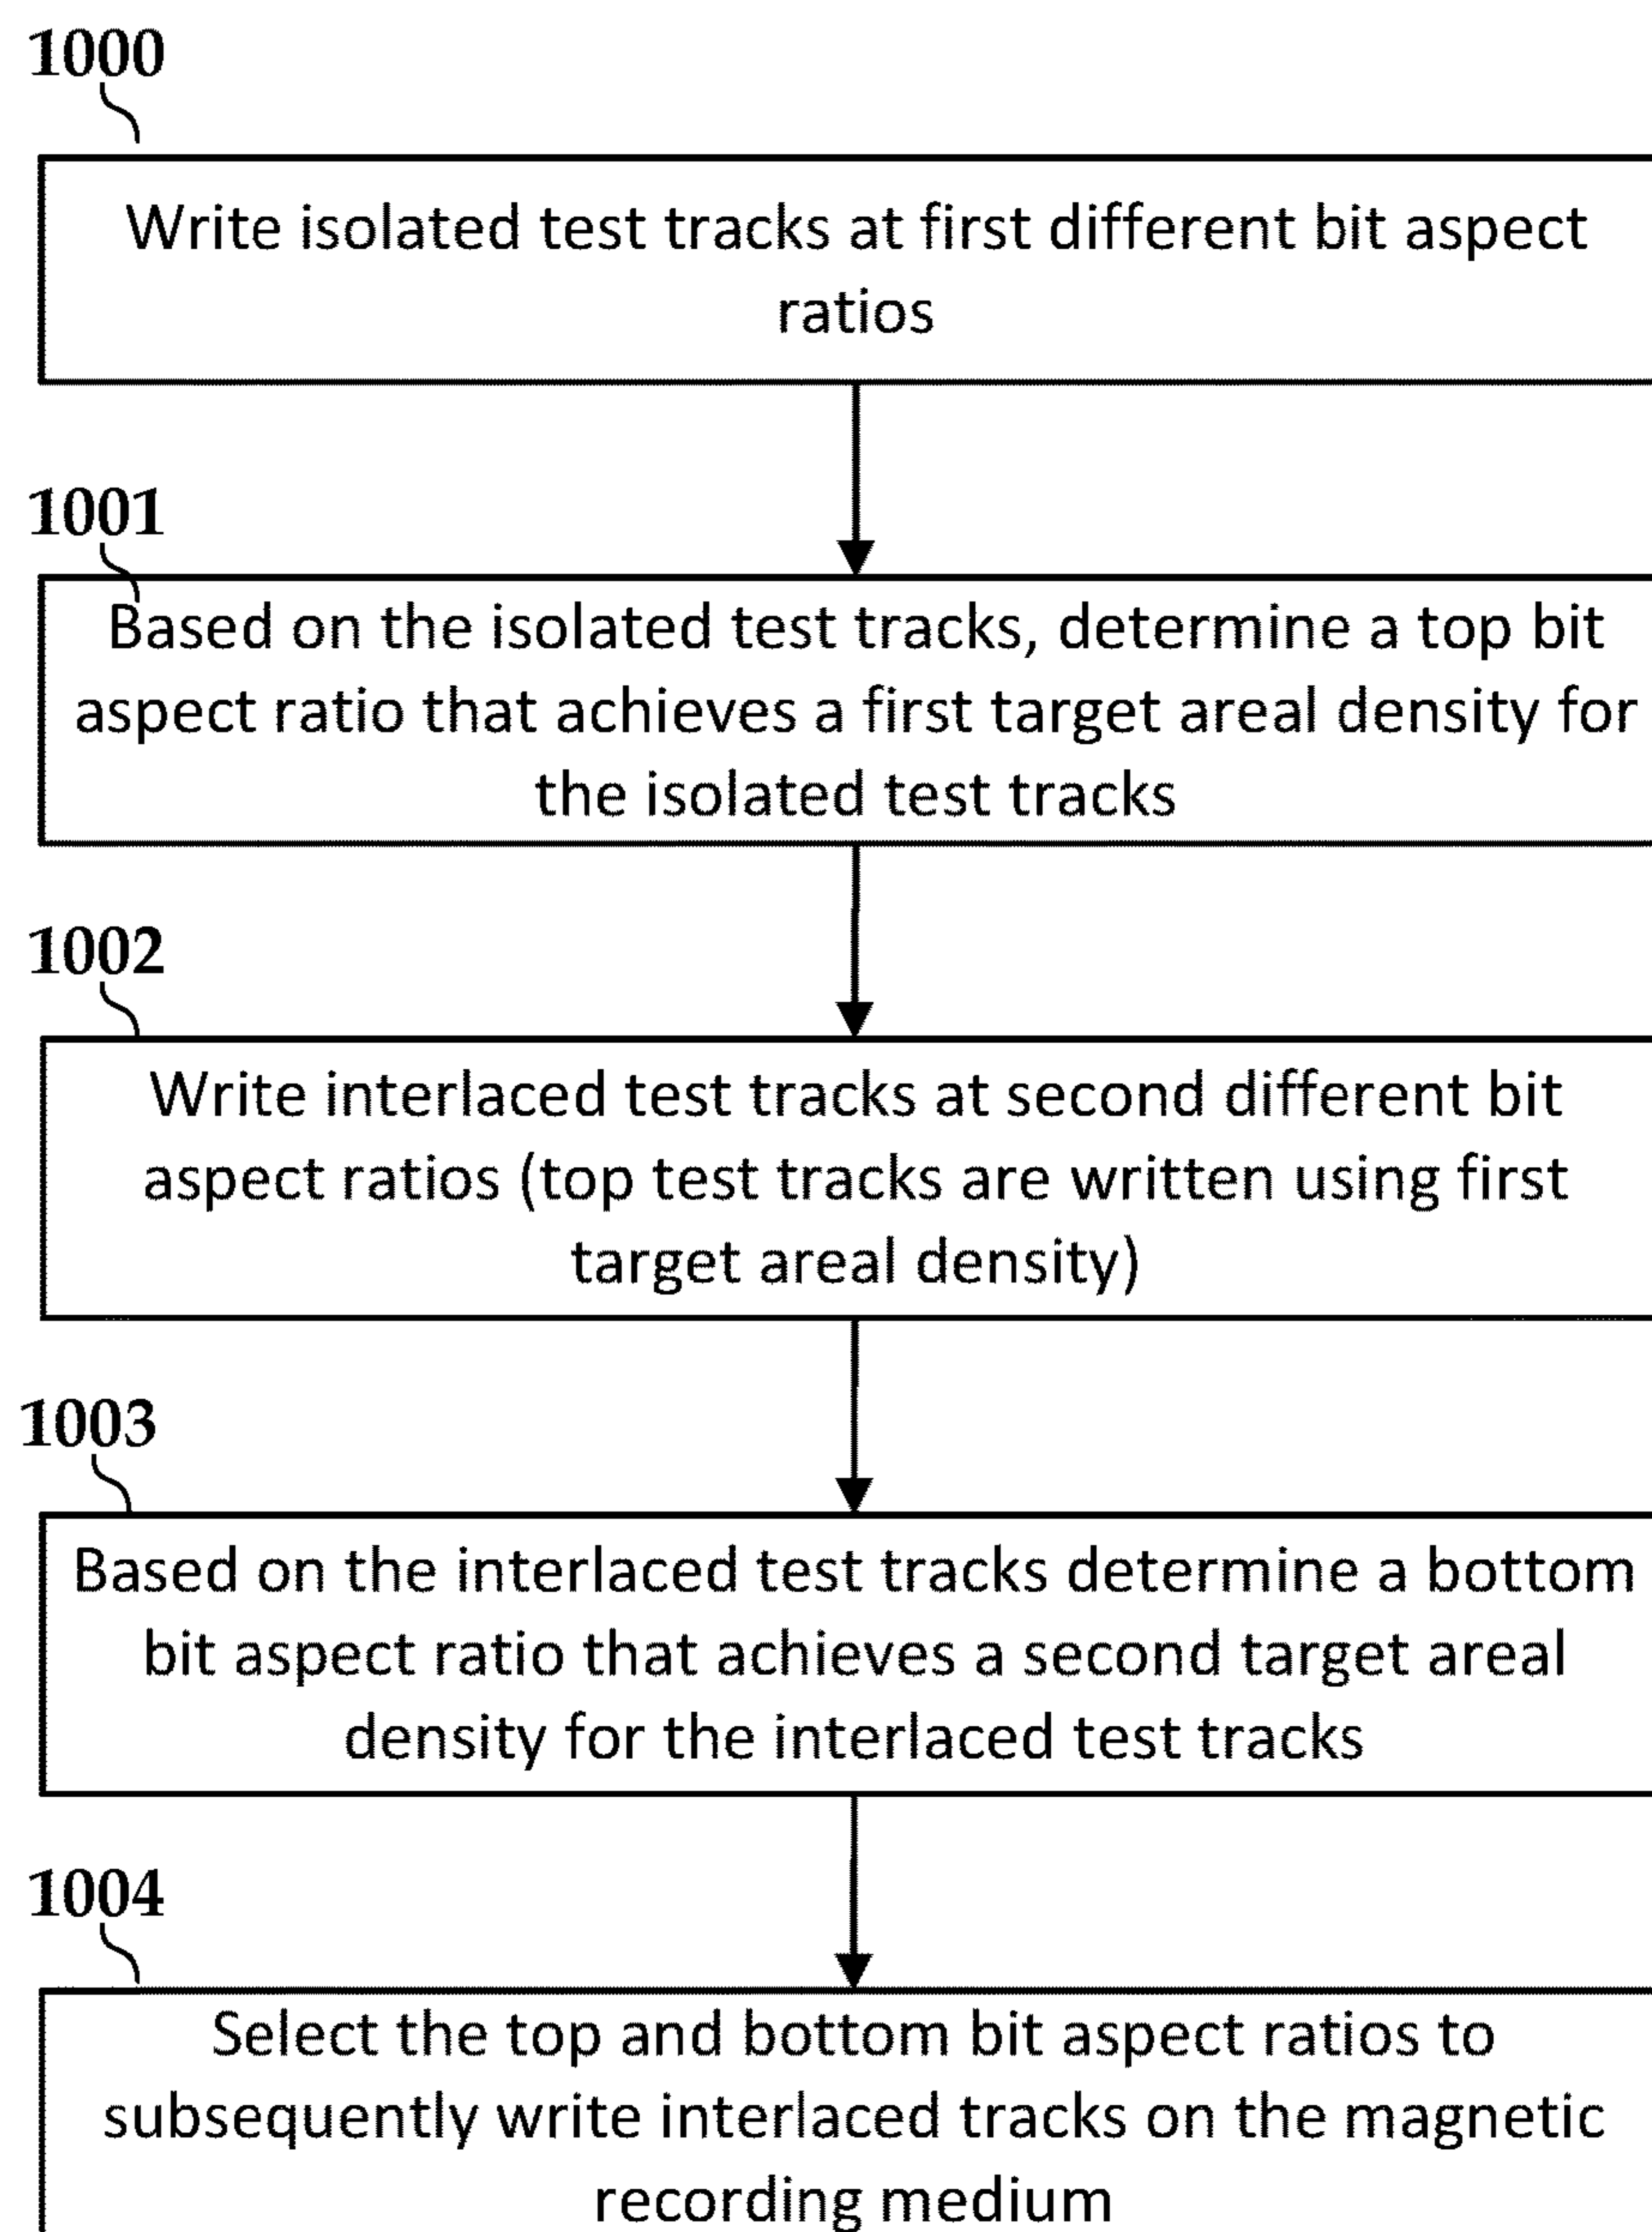 1000
Write isolated test tracks at first different bit aspect
ratios
1001
Based on the isolated test tracks, determine a top bit
aspect ratio that achieves a first target areal density for
the isolated test tracks
1002
Write interlaced test tracks at second different bit
aspect ratios (top test tracks are written using first
target areal density)
1003
Based on the interlaced test tracks determine a bottom
bit aspect ratio that achieves a second target areal
density for the interlaced test tracks
1004
Select the top and bottom bit aspect ratios to
subsequently write interlaced tracks on the magnetic
recording medium